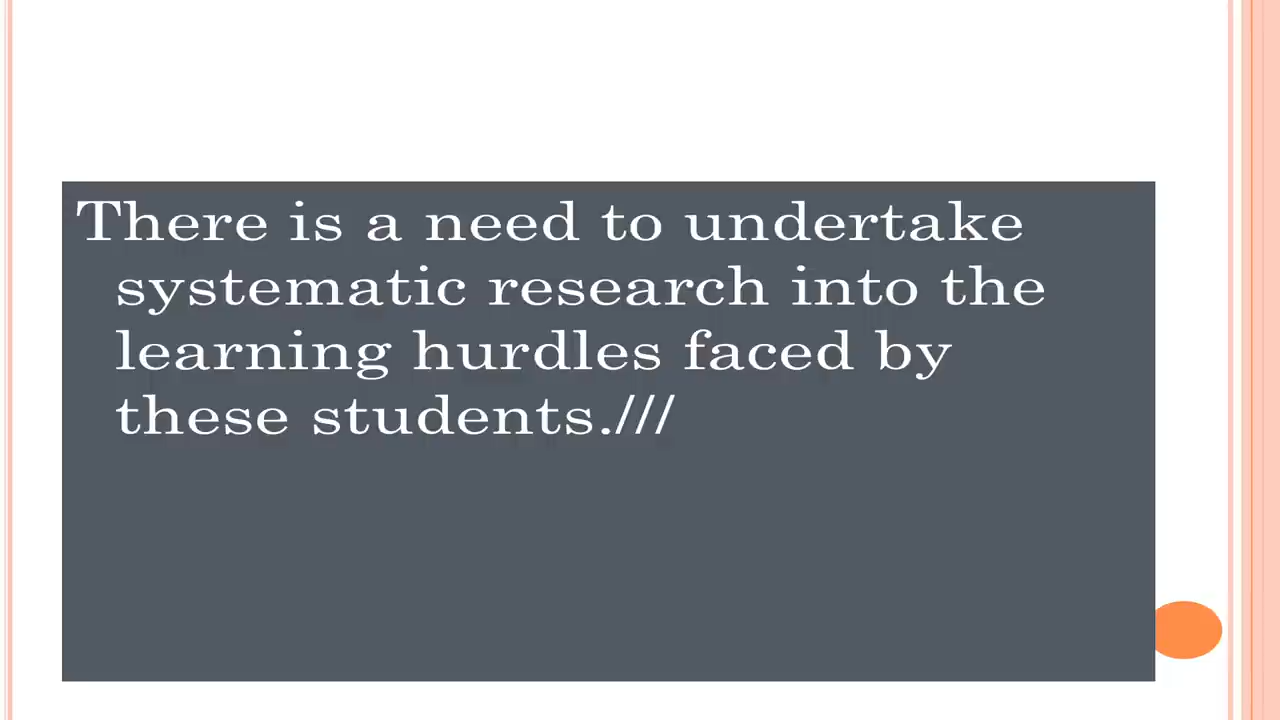 There is a need to undertake
systematic research into the
learning hurdles faced by
these students.///